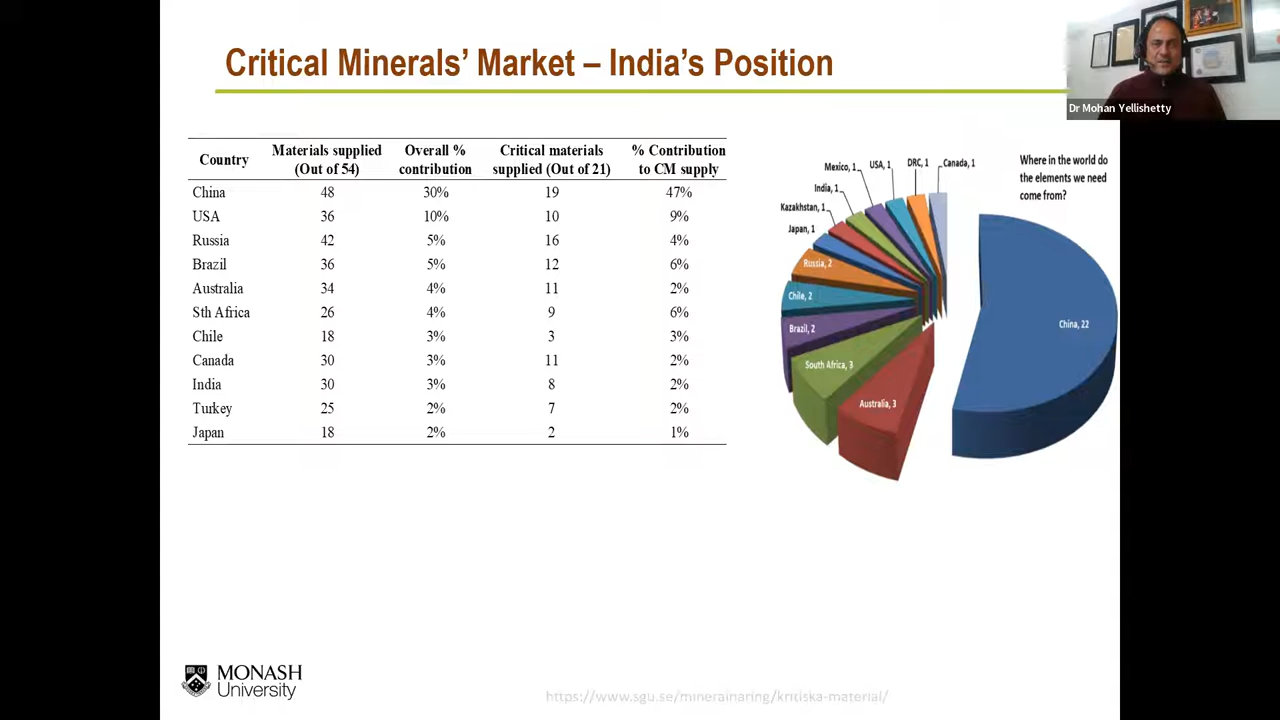 Critical Minerals' Market – India's Position
Dr Mohan Yellishetty
Country Materials supplied (Out of 54) Overall % contribution Critical materials supplied (Out of 21) % Contribution to CM supply
China 48 30% 19 47%
USA 36 10% 10 9%
Russia 42 5% 16 4%
Brazil 36 5% 12 6%
Australia 34 4% 11 2%
Sth Africa 26 4% 9 6%
Chile 18 3% 3 3%
Canada 30 3% 11 2%
India 30 3% 8 2%
Turkey 25 2% 7 2%
Japan 18 2% 2 1%
Where in the world do
the elements we need
come from?
Mexico, 1
USA, 1
DRC, 1
Canada, 1
India, 1
Kazakhstan, 1
Japan, 1
Russia, 2
Chile, 2
Brazil, 2
South Africa, 3
Australia, 3
China, 22
MONASH
University
https://www.sgu.se/mineralnaring/kritiska-material/